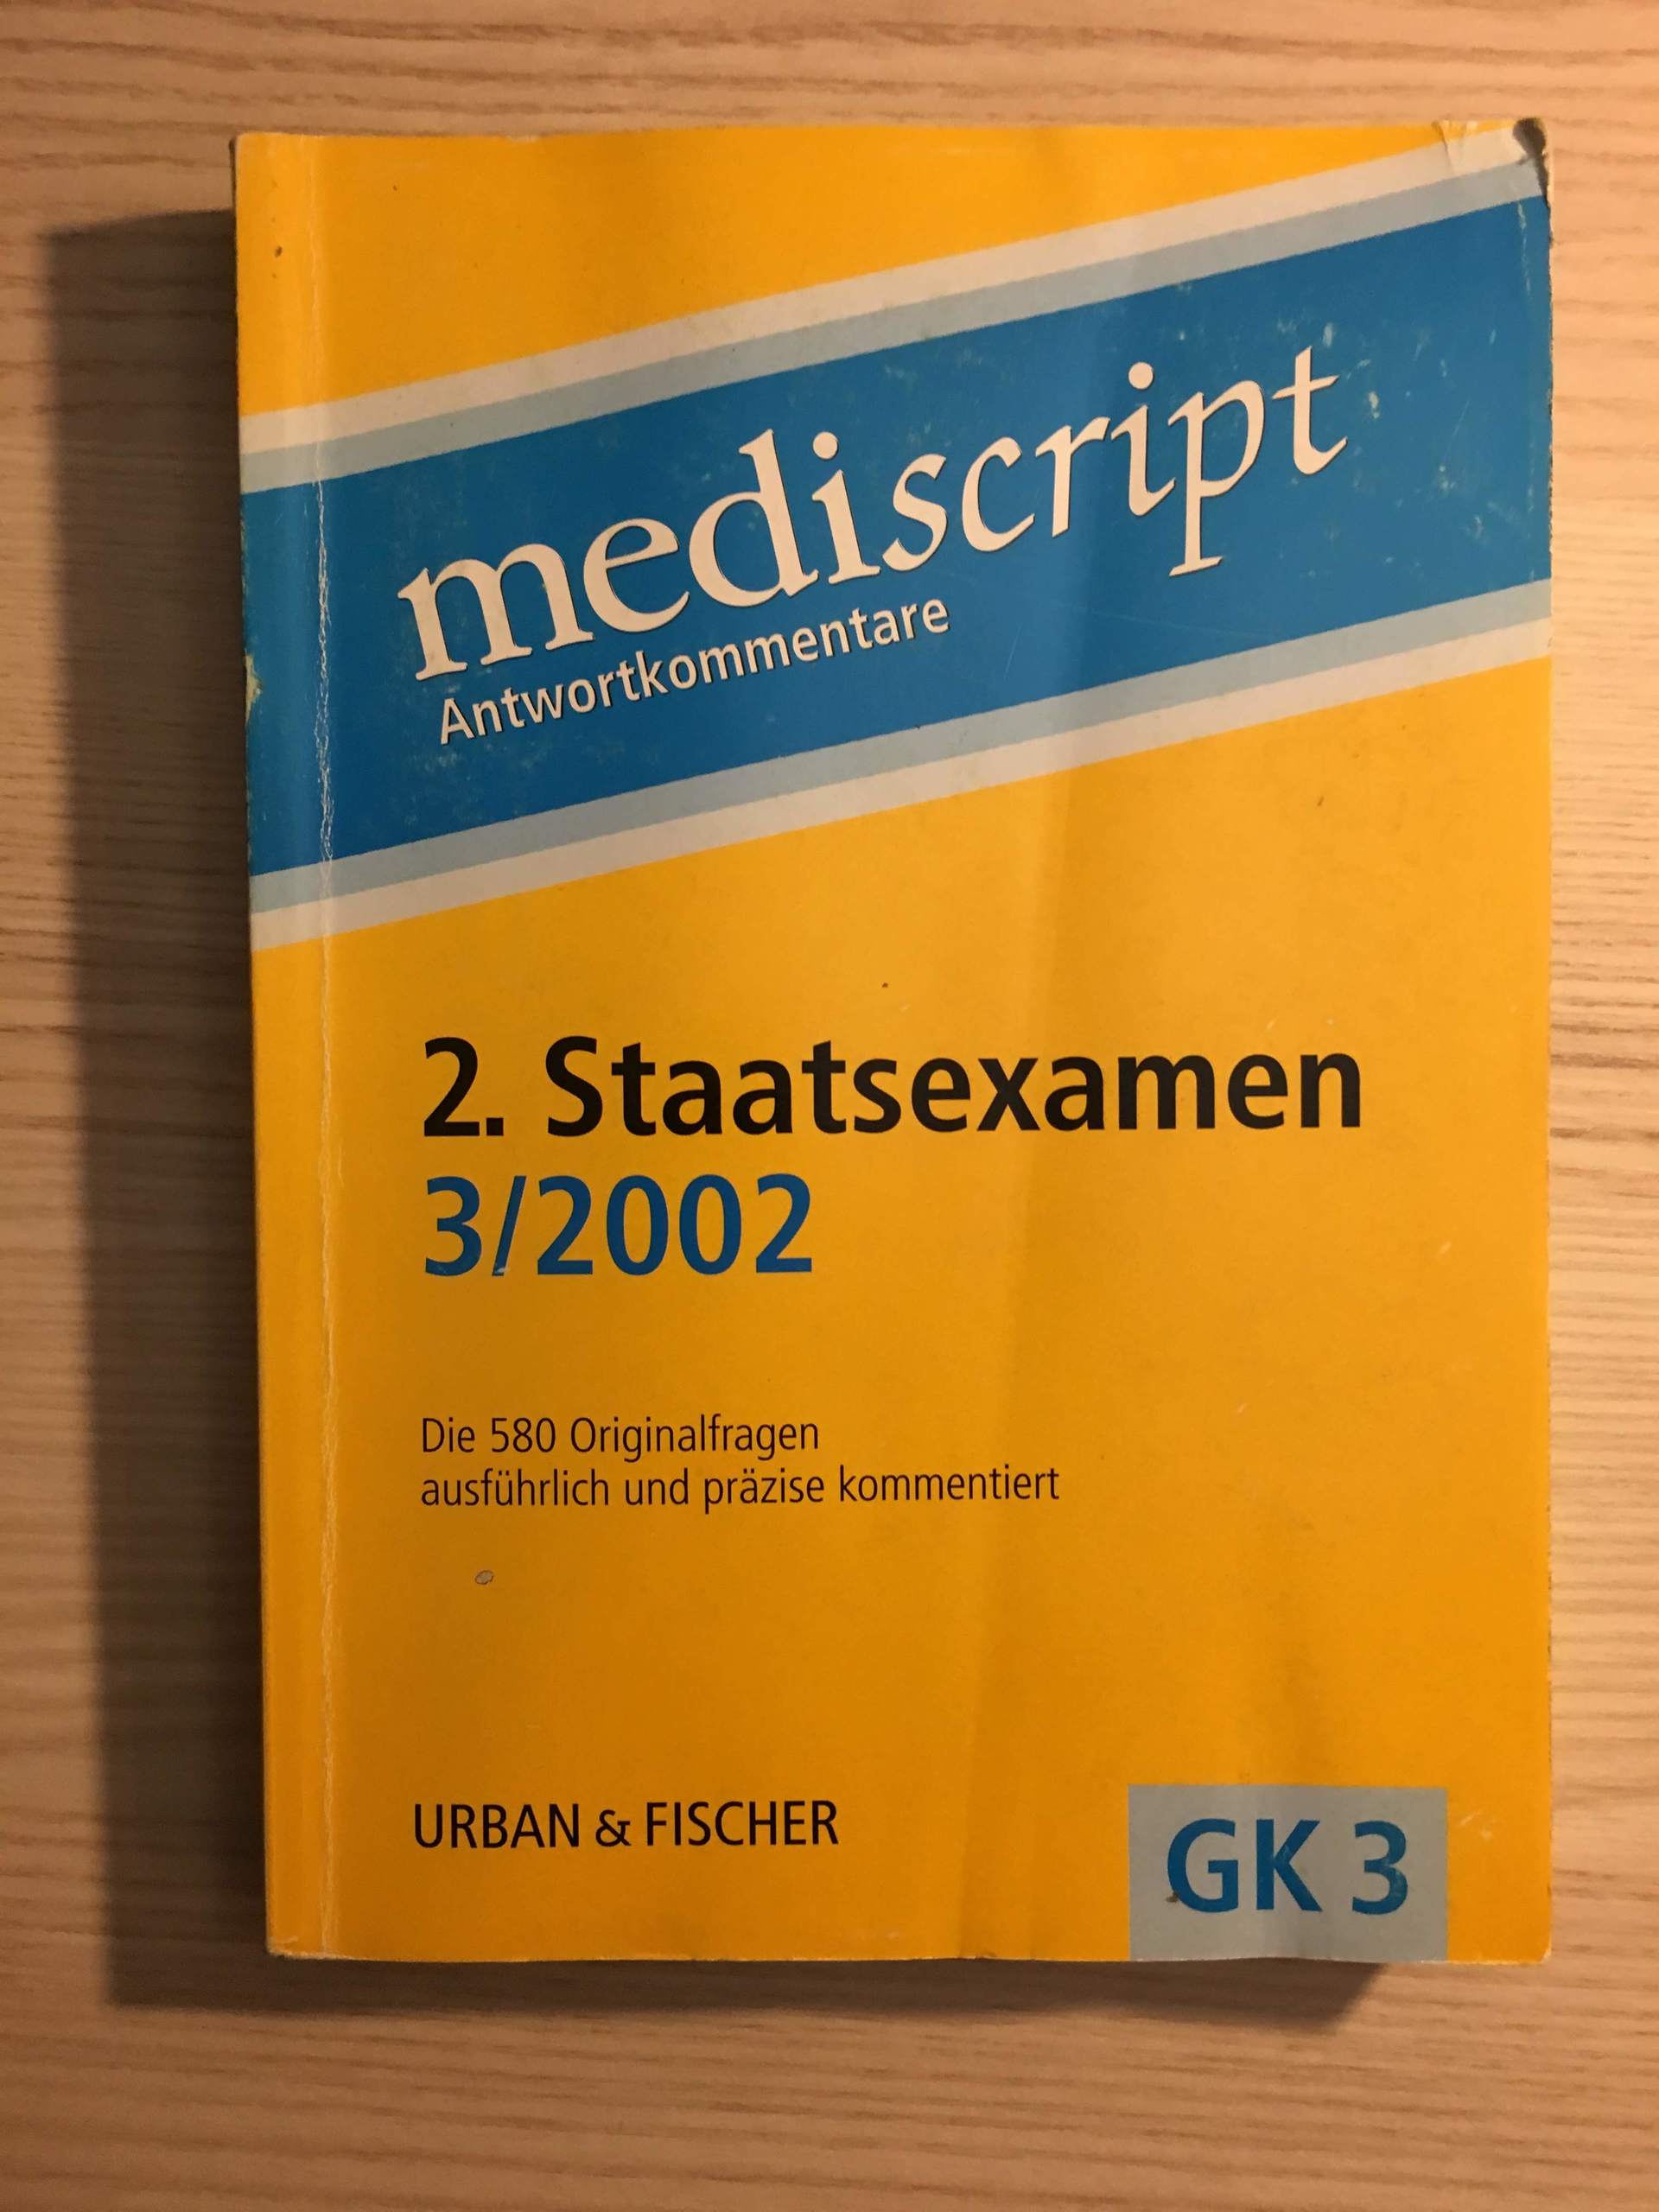 mediscript
Antwortkommentare
2. Staatsexamen
3/2002
Die 580 Originalfragen
ausführlich und präzise kommentiert
URBAN & FISCHER
GK 3